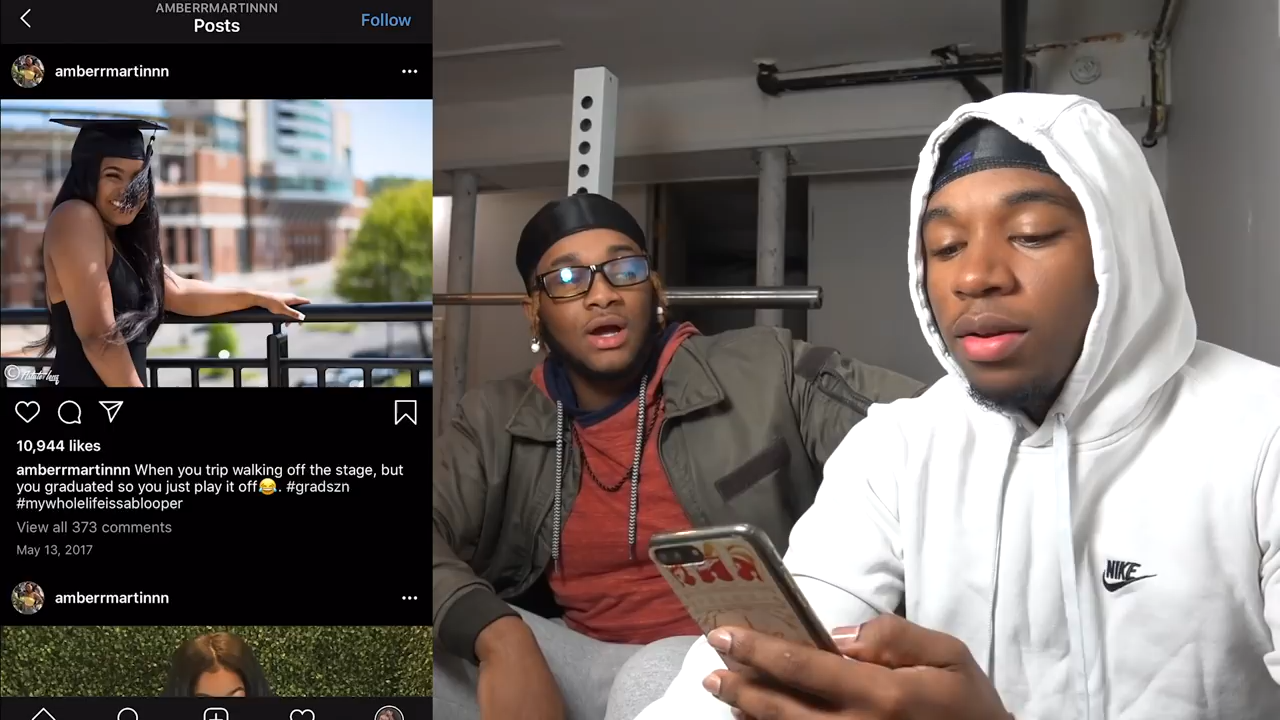 AMBERRMARTINNN
Posts
Follow
amberrmartinnn
10,944 likes
amberrmartinnn When you trip walking off the stage, but
you graduated so you just play it off😂.. #gradszn
#mywholelifeissablooper
View all 373 comments
May 13, 2017
amberrmartinnn
NIKE